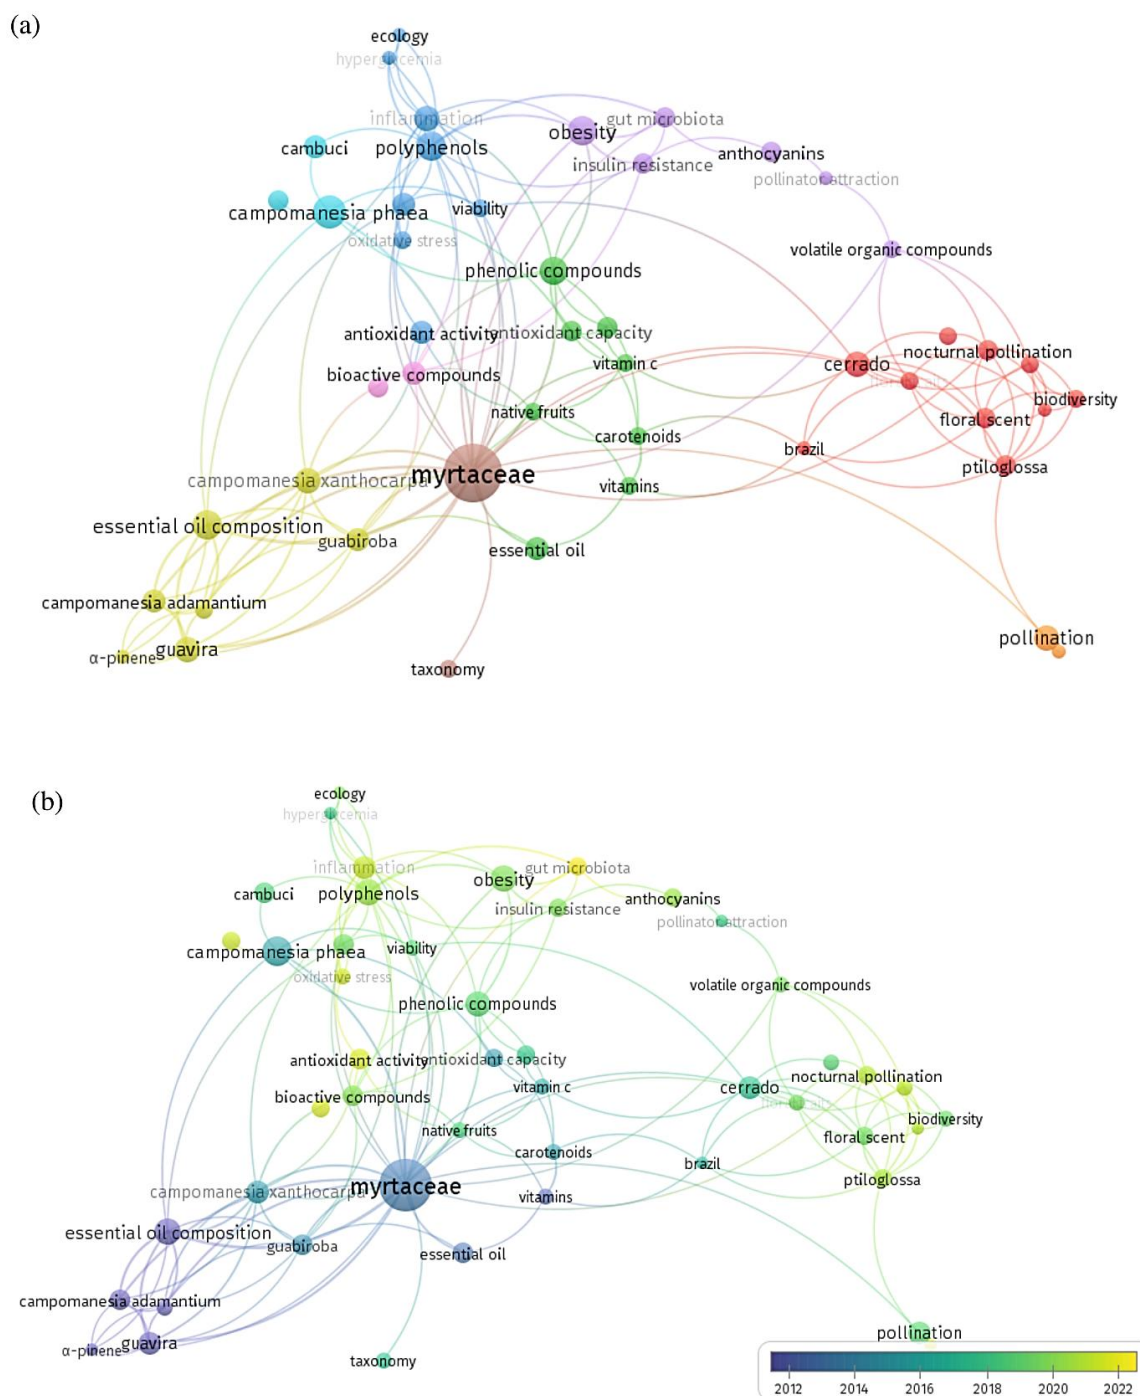 (a)
ecology
hyperglycemia
inflammation
gut microbiota
obesity
cambuci
polyphenols
anthocyanins
insulin resistance
pollinator attraction
campomanesia phaea
viability
oxidative stress
volatile organic compounds
phenolic compounds
antioxidant activity
antioxidant capacity
nocturnal pollination
vitamin c
cerrado
bioactive compounds
biodiversity
native fruits
floral scent
carotenoids
brazil
ptiloglossa
myrtaceae
campomanesia xanthocarpa
vitamins
essential oil composition
guabiroba
essential oil
campomanesia adamantium
pollination
guavira
α-pinene
taxonomy
(b)
ecology
hyperglycemia
inflammation
gut microbiota
obesity
cambuci
polyphenols
anthocyanins
insulin resistance
pollinator attraction
campomanesia phaea
viability
oxidative stress
volatile organic compounds
phenolic compounds
antioxidant activity
antioxidant capacity
nocturnal pollination
vitamin c
cerrado
bioactive compounds
biodiversity
native fruits
floral scent
carotenoids
brazil
ptiloglossa
myrtaceae
campomanesia xanthocarpa
vitamins
essential oil composition
guabiroba
essential oil
campomanesia adamantium
pollination
guavira
α-pinene
taxonomy
2012 2014 2016 2018 2020 2022